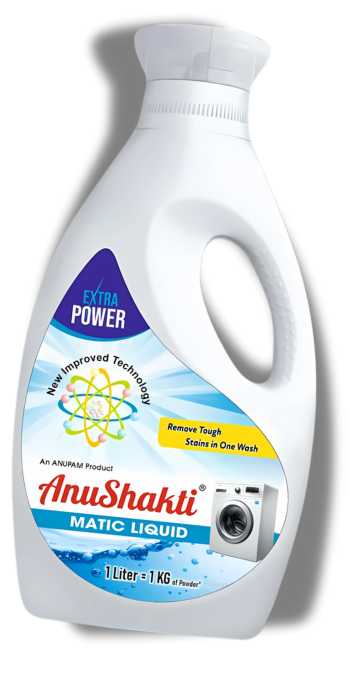 EXTRA
POWER
New Improved Technology
Remove Tough
Stains in One Wash
An ANUPAM Product
AnuShakti®
MATIC LIQUID
1 Liter = 1 KG of Powder*